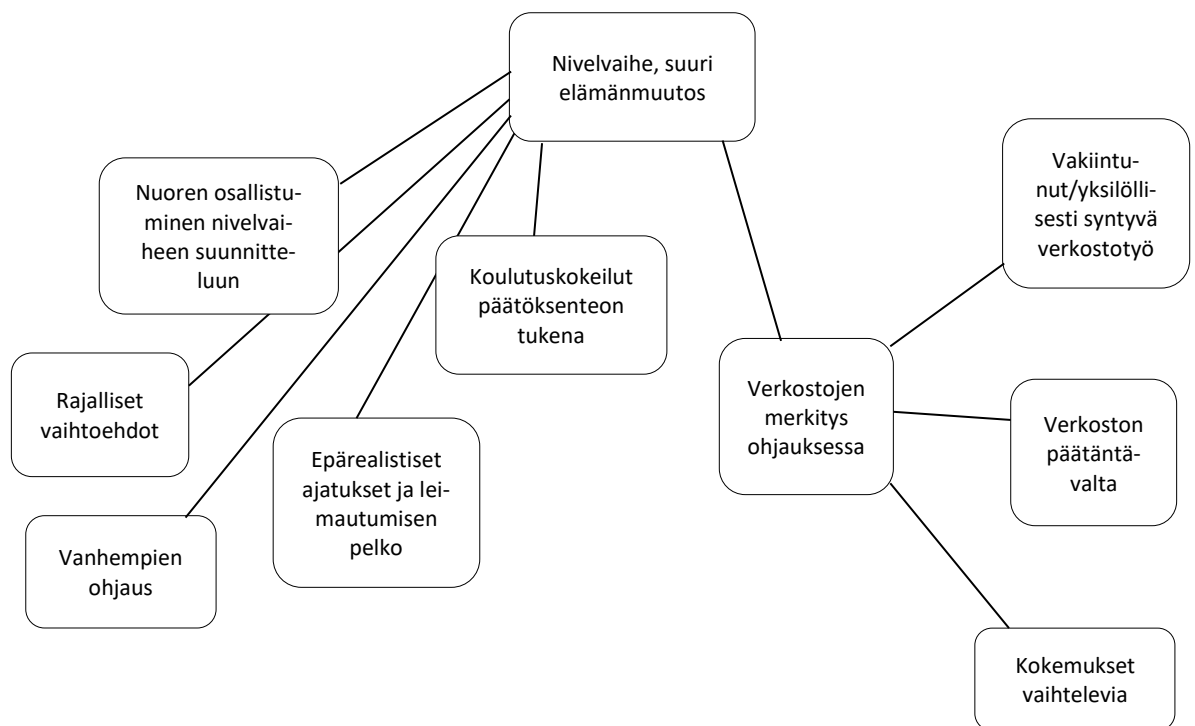 Nivelvaihe, suuri
elämänmuutos
Nuoren osallistu-
minen nivelvai-
heen suunnitte-
luun
Vakiintu-
nut/yksilölli-
sesti syntyvä
verkostotyö
Koulutuskokeilut
päätöksenteon
tukena
Rajalliset
vaihtoehdot
Verkostojen
merkitys
ohjauksessa
Verkoston
päätäntä-
valta
Epärealistiset
ajatukset ja lei-
mautumisen
pelko
Vanhempien
ohjaus
Kokemukset
vaihtelevia